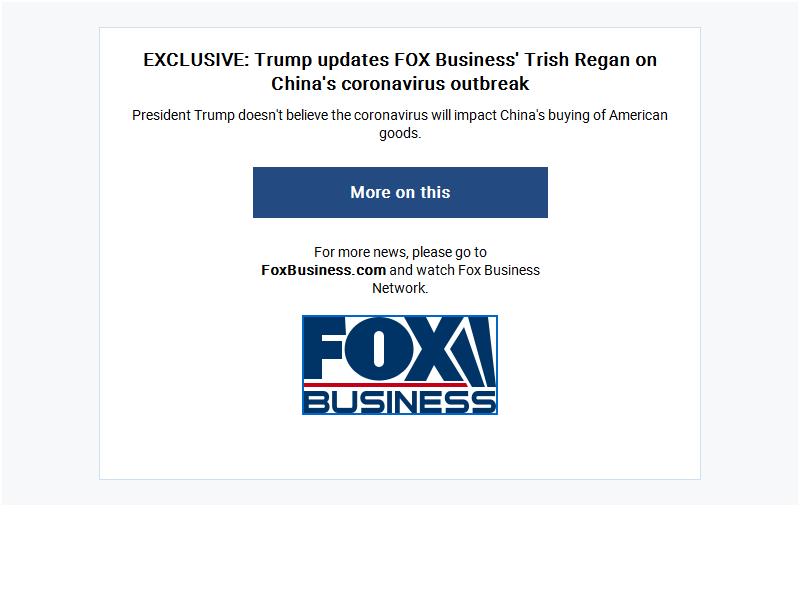 EXCLUSIVE: Trump updates FOX Business' Trish Regan on
China's coronavirus outbreak
President Trump doesn't believe the coronavirus will impact China's buying of American
goods.
More on this
For more news, please go to
FoxBusiness.com and watch Fox Business
Network.
FOX
BUSINESS